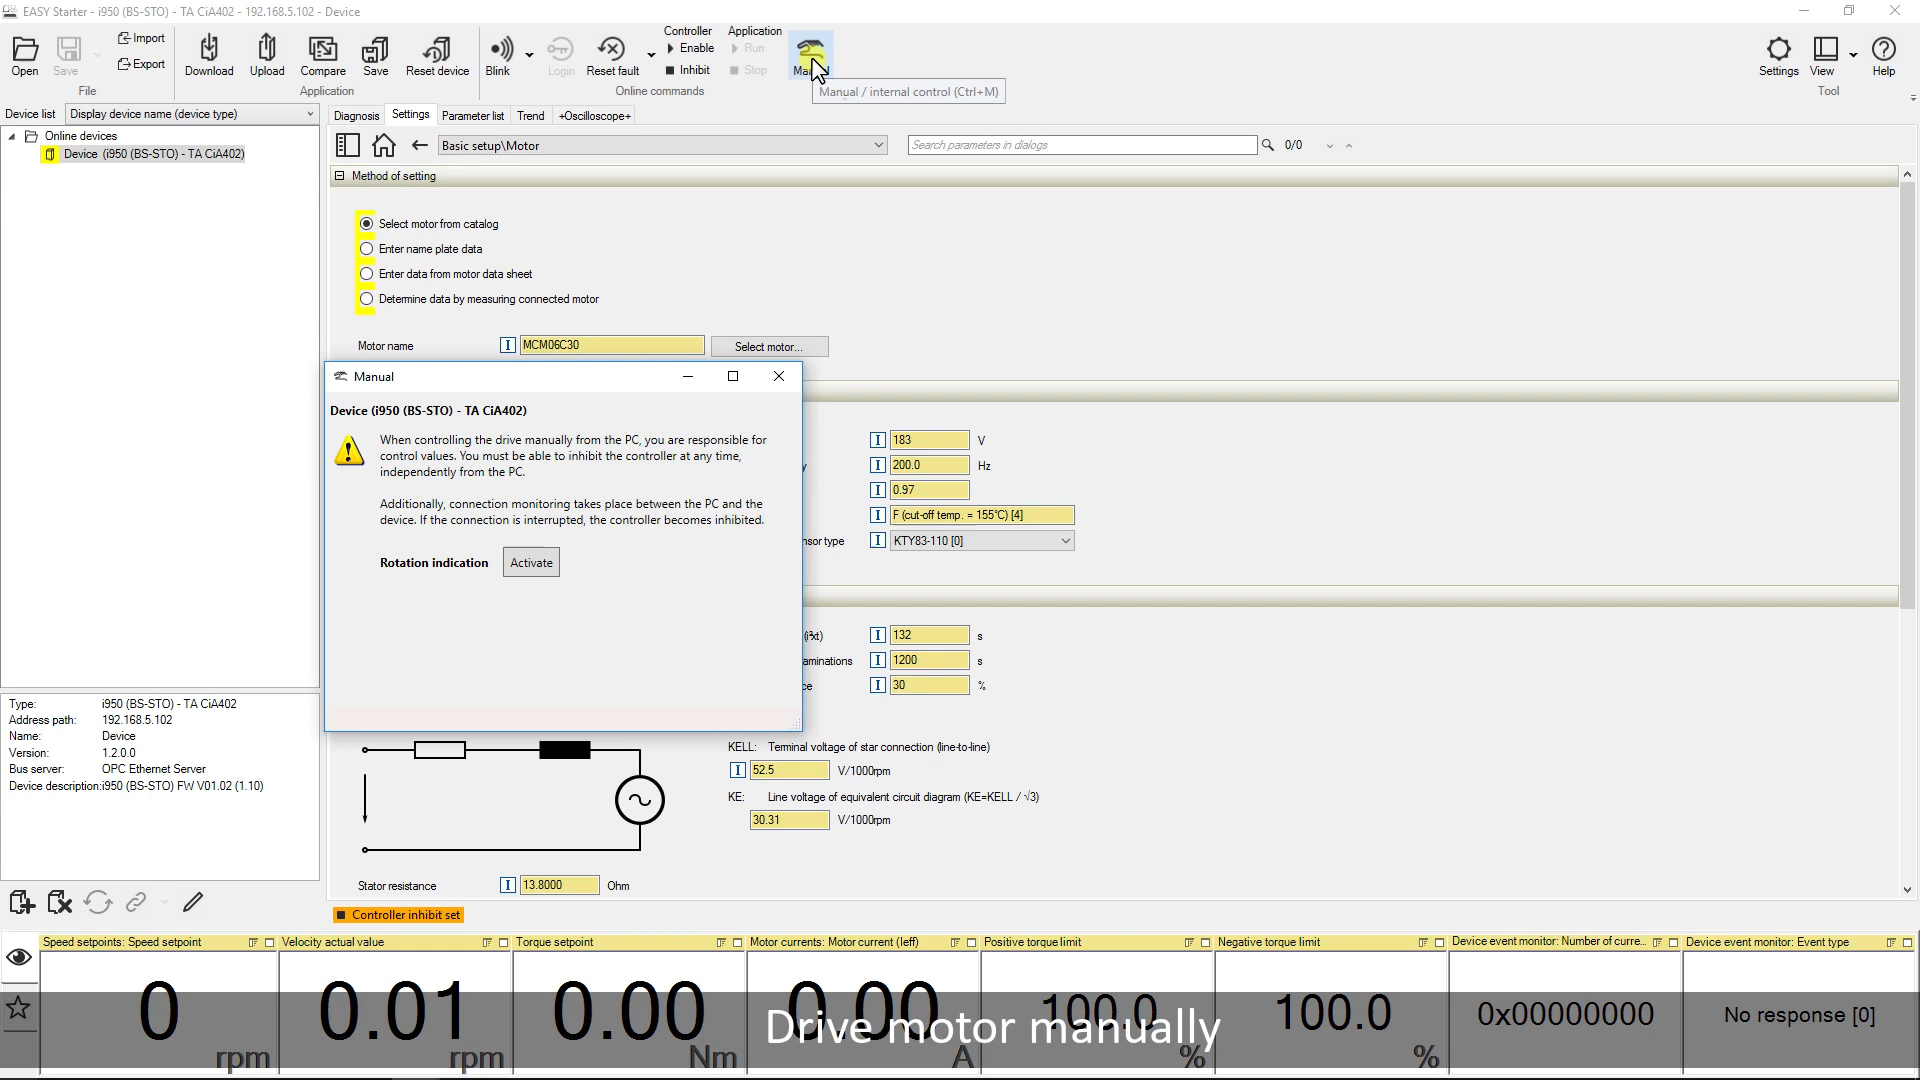 EASY Starter - i950 (BS-STO) - TA CiA402 - 192.168.5.102 - Device
Open
Save
Import
Export
File
Download
Upload
Compare
Save
Reset device
Application
Blink
Login
Reset fault
Controller
Enable
Inhibit
Application
Run
Stop
Online commands
Manual / internal control (Ctrl+M)
Settings
View
Help
Tool
Device list
Display device name (device type)
Online devices
Device (i950 (BS-STO) - TA CiA402)
Diagnosis
Settings
Parameter list
Trend
+Oscilloscope+
Basic setup\Motor
Search parameters in dialogs
0/0
Method of setting
Select motor from catalog
Enter name plate data
Enter data from motor data sheet
Determine data by measuring connected motor
Motor name
MCM06C30
Select motor...
Manual
Device (i950 (BS-STO) - TA CiA402)
When controlling the drive manually from the PC, you are responsible for
control values. You must be able to inhibit the controller at any time,
independently from the PC.
Additionally, connection monitoring takes place between the PC and the
device. If the connection is interrupted, the controller becomes inhibited.
Rotation indication
Activate
183 V
200.0 Hz
0.97
F (cut-off temp. = 155°C) [4]
nsor type KTY83-110 [0]
(i²xt) 132 s
aminations 1200 s
ce 30 %
KELL: Terminal voltage of star connection (line-to-line)
52.5 V/1000rpm
KE: Line voltage of equivalent circuit diagram (KE=KELL / √3)
30.31 V/1000rpm
Stator resistance 13.8000 Ohm
Type: i950 (BS-STO) - TA CiA402
Address path: 192.168.5.102
Name: Device
Version: 1.2.0.0
Bus server: OPC Ethernet Server
Device description:i950 (BS-STO) FW V01.02 (1.10)
Controller inhibit set
Speed setpoints: Speed setpoint
0
rpm
Velocity actual value
0.01
rpm
Torque setpoint
0.00
Nm
Motor currents: Motor current (Ieff)
0.00
A
Positive torque limit
100.0
%
Negative torque limit
100.0
%
Device event monitor: Number of curre...
0x00000000
Device event monitor: Event type
No response [0]
Drive motor manually